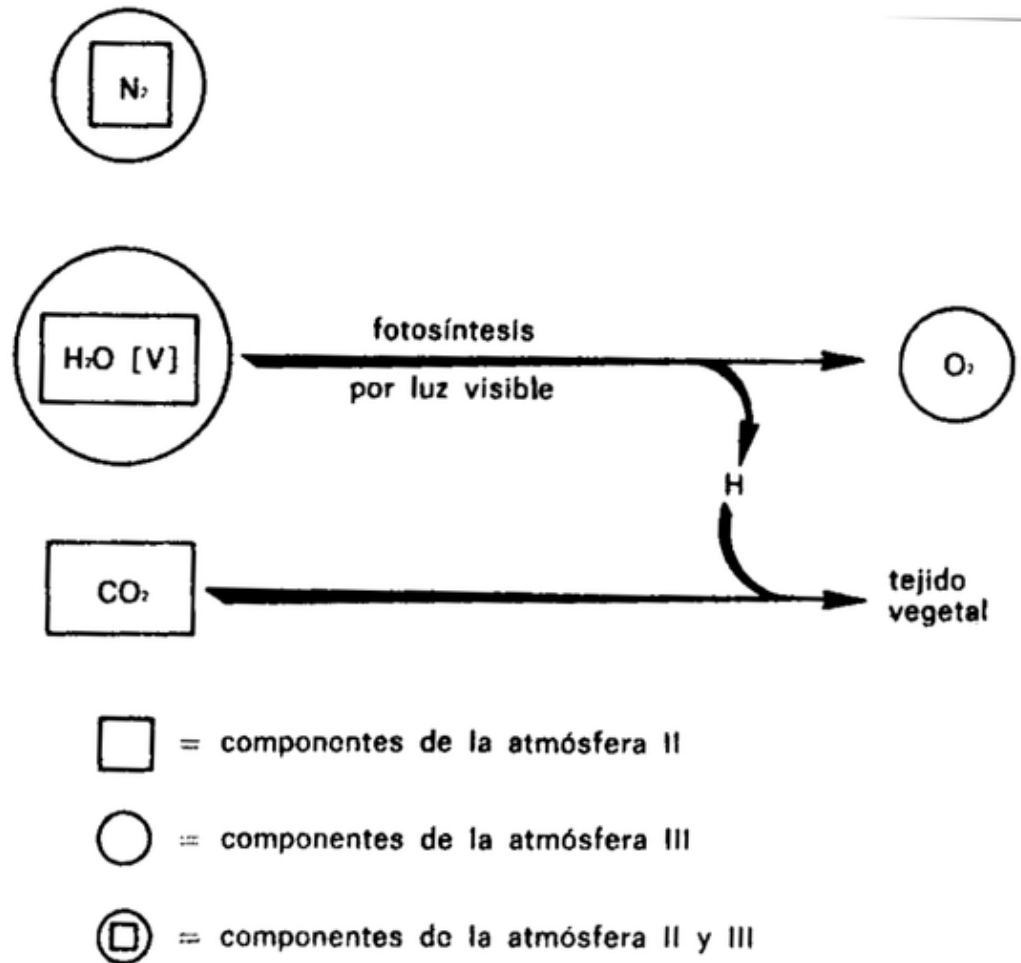 N₂
fotosíntesis
H₂O [V]
O₂
por luz visible
H
CO₂
tejido
vegetal
= componentes de la atmósfera II
= componentes de la atmósfera III
= componentes de la atmósfera II y III